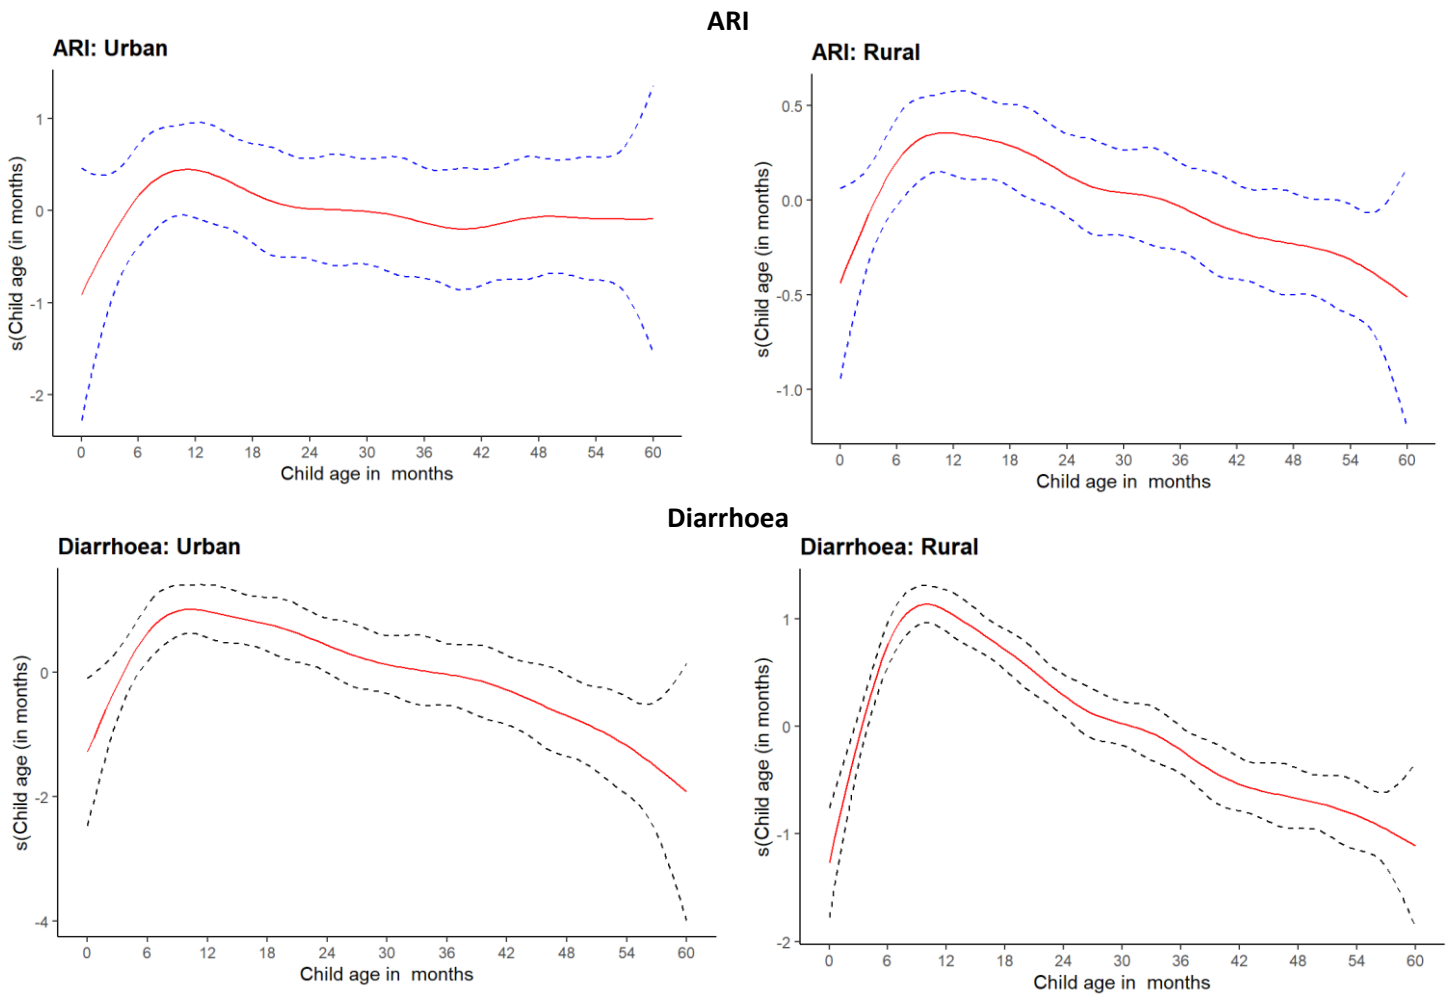 ARI
ARI: Urban
s(Child age (in months)
1
0
-1
-2
0 6 12 18 24 30 36 42 48 54 60
Child age in months
ARI: Rural
s(Child age (in months)
0.5
0.0
-0.5
-1.0
0 6 12 18 24 30 36 42 48 54 60
Child age in months
Diarrhoea
Diarrhoea: Urban
s(Child age (in months)
0
-2
-4
0 6 12 18 24 30 36 42 48 54 60
Child age in months
Diarrhoea: Rural
s(Child age (in months)
1
0
-1
-2
0 6 12 18 24 30 36 42 48 54 60
Child age in months